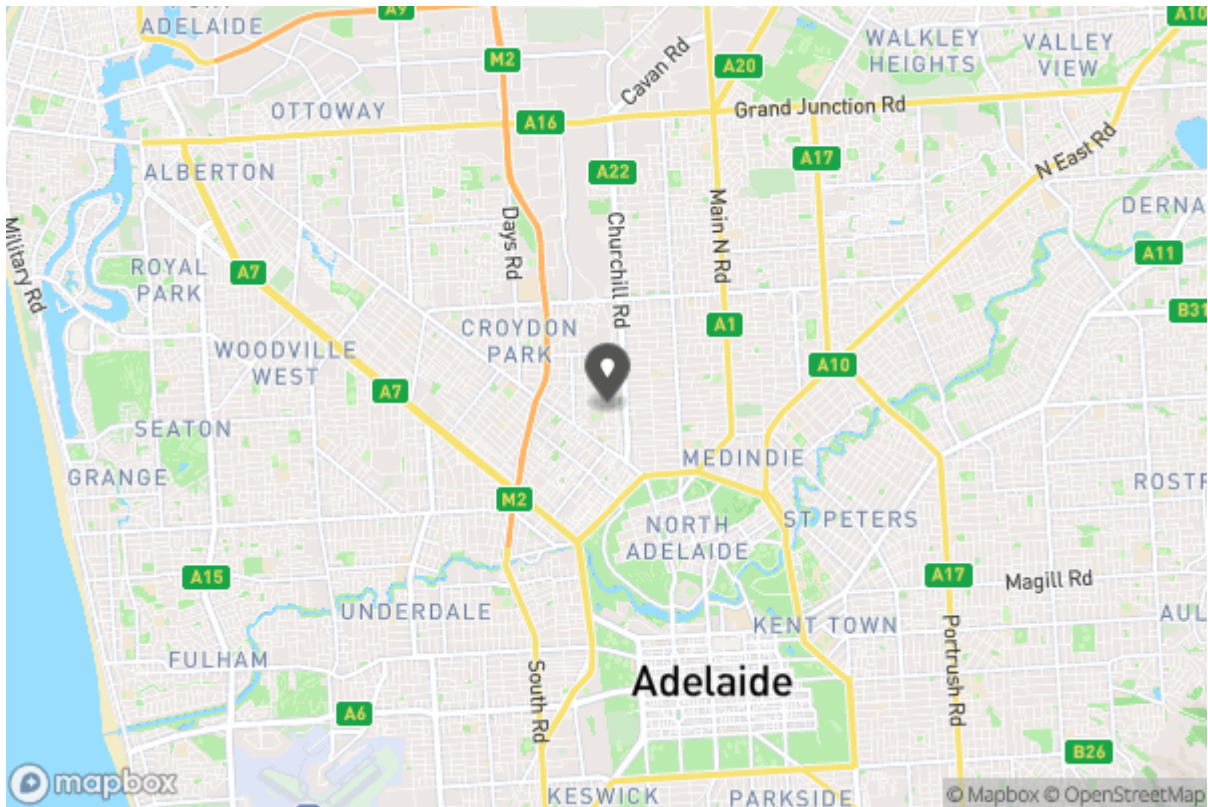 PORT
ADELAIDE
A9
M2
Cavan Rd
A20
WALKLEY
HEIGHTS
VALLEY
VIEW
A10
OTTOWAY
A16
Grand Junction Rd
ALBERTON
A22
A17
N East Rd
Military Rd
ROYAL
PARK
A7
Days Rd
Churchill Rd
Main N Rd
DERNA
A11
B31
CROYDON
PARK
A1
WOODVILLE
WEST
A7
A10
SEATON
GRANGE
MEDINDIE
ROSTR
M2
NORTH
ADELAIDE
ST PETERS
A15
A17
Magill Rd
UNDERDALE
KENT TOWN
AUL
FULHAM
South Rd
Adelaide
Portrush Rd
A6
B26
mapbox
KESWICK
PARKSIDE
© Mapbox © OpenStreetMap